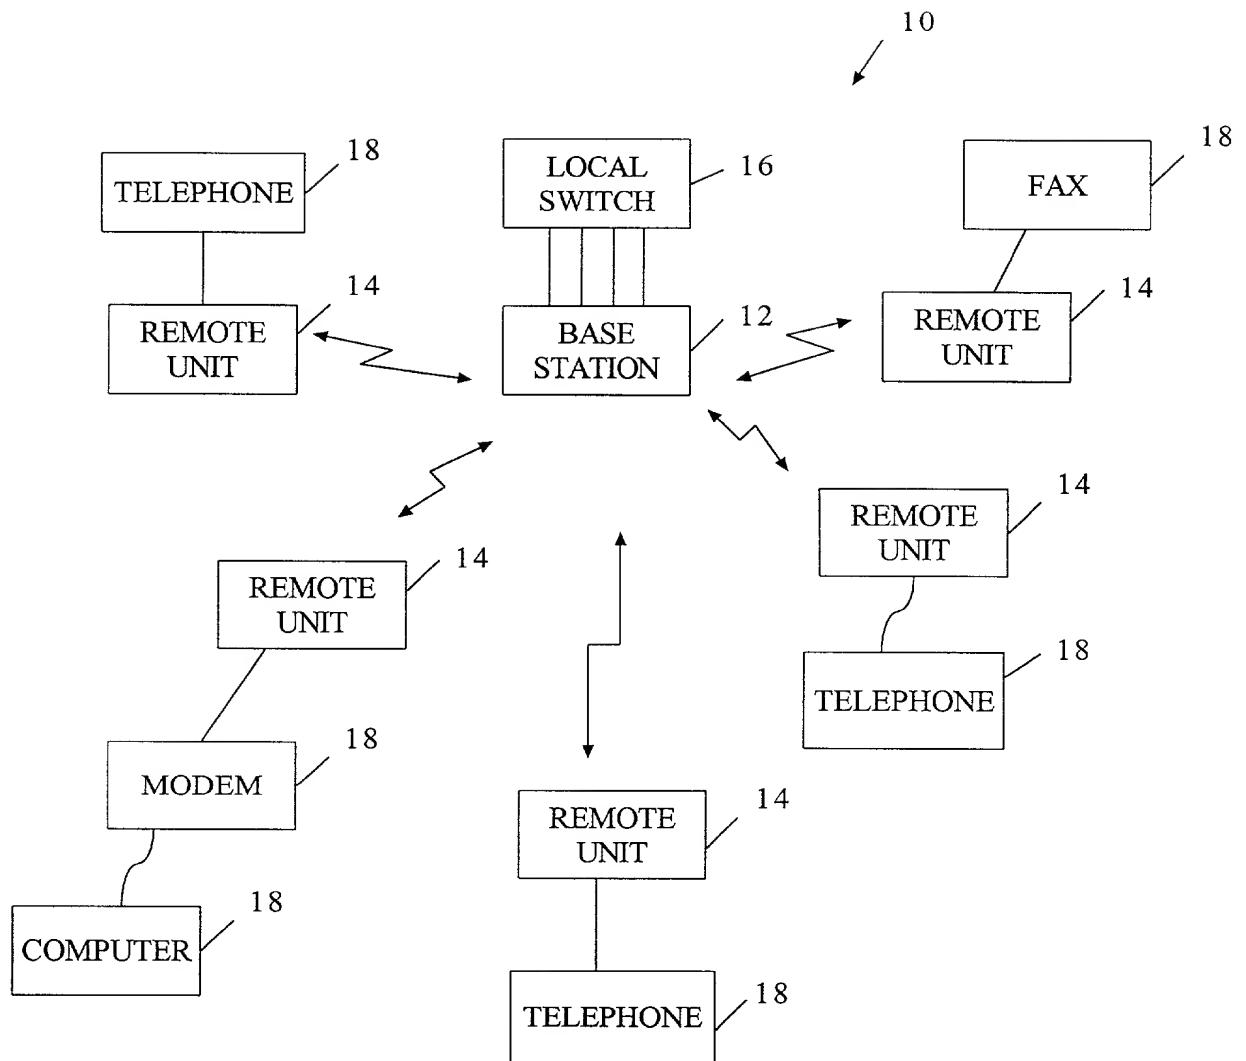 10
18
TELEPHONE
LOCAL
SWITCH
16
18
FAX
14
REMOTE
UNIT
BASE
STATION
12
14
REMOTE
UNIT
14
REMOTE
UNIT
14
REMOTE
UNIT
18
TELEPHONE
18
MODEM
14
REMOTE
UNIT
18
COMPUTER
18
TELEPHONE